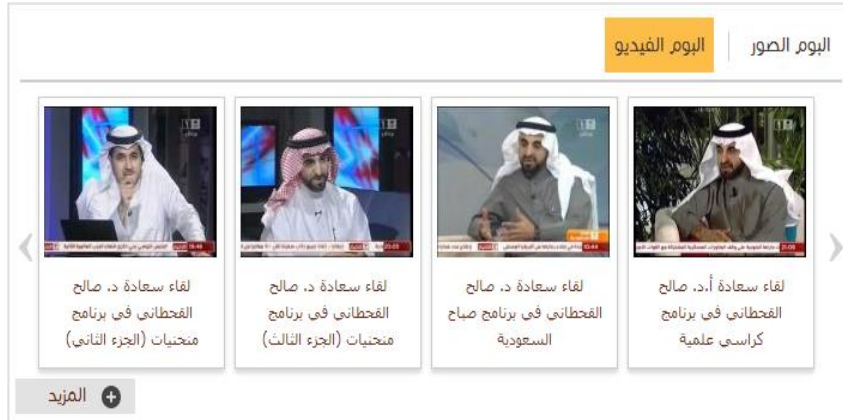 البوم الصور
البوم الفيديو
لقاء سعادة أ.د. صالح
القحطاني في برنامج
كراسي علمية
لقاء سعادة د. صالح
القحطاني في برنامج صباح
السعودية
لقاء سعادة د. صالح
القحطاني في برنامج
منحنيات (الجزء الثالث)
لقاء سعادة د. صالح
القحطاني في برنامج
منحنيات (الجزء الثاني)
المزيد